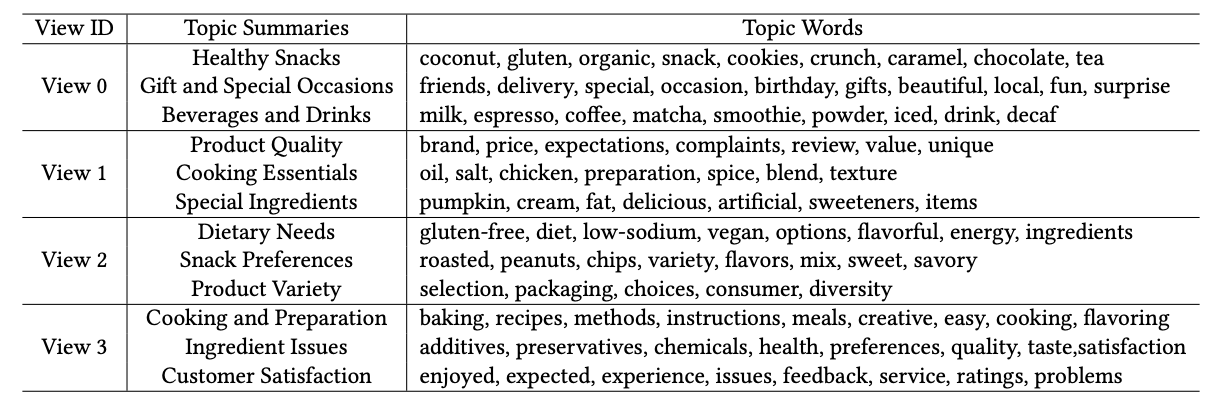 View ID Topic Summaries Topic Words
Healthy Snacks coconut, gluten, organic, snack, cookies, crunch, caramel, chocolate, tea
View 0 Gift and Special Occasions friends, delivery, special, occasion, birthday, gifts, beautiful, local, fun, surprise
Beverages and Drinks milk, espresso, coffee, matcha, smoothie, powder, iced, drink, decaf
Product Quality brand, price, expectations, complaints, review, value, unique
View 1 Cooking Essentials oil, salt, chicken, preparation, spice, blend, texture
Special Ingredients pumpkin, cream, fat, delicious, artificial, sweeteners, items
Dietary Needs gluten-free, diet, low-sodium, vegan, options, flavorful, energy, ingredients
View 2 Snack Preferences roasted, peanuts, chips, variety, flavors, mix, sweet, savory
Product Variety selection, packaging, choices, consumer, diversity
Cooking and Preparation baking, recipes, methods, instructions, meals, creative, easy, cooking, flavoring
View 3 Ingredient Issues additives, preservatives, chemicals, health, preferences, quality, taste,satisfaction
Customer Satisfaction enjoyed, expected, experience, issues, feedback, service, ratings, problems